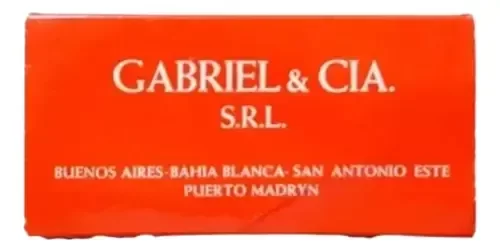 GABRIEL & CIA.
S.R.L.
BUENOS AIRES-BAHIA BLANCA- SAN ANTONIO ESTE
PUERTO MADRYN